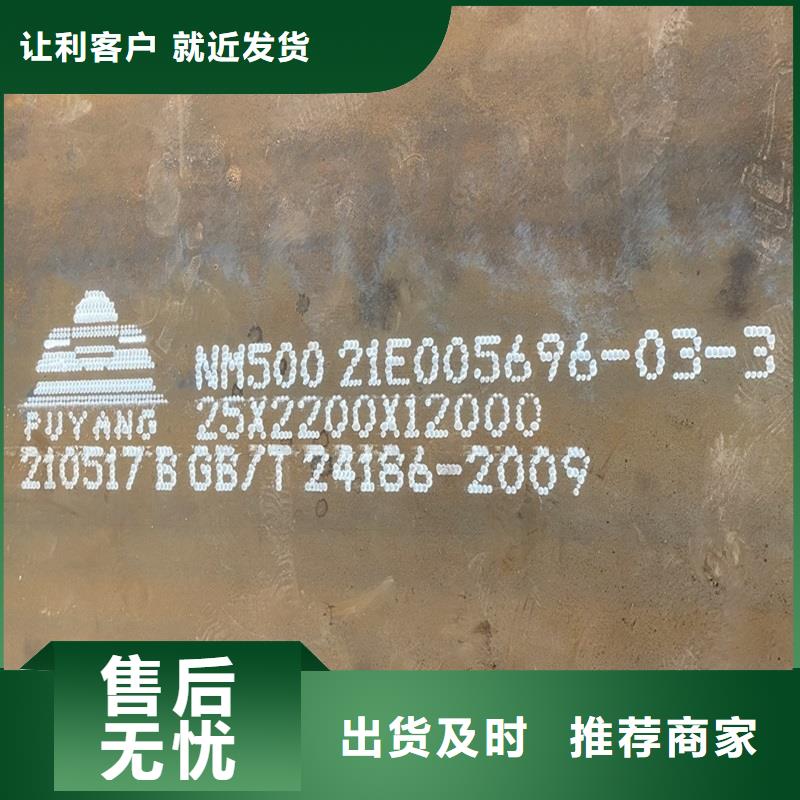 让利客户 就近发货
NM500 21E005696-03-3
FUYANG 25X2200X12000
210517B GB/T 24186-2009
售后
无忧
出货及时 推荐商家